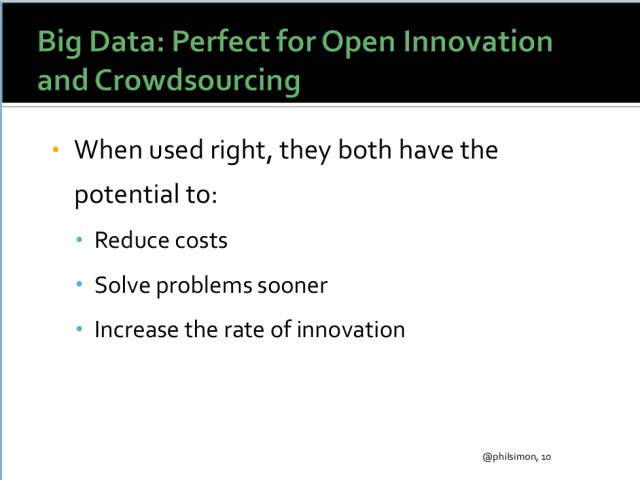 Big Data: Perfect for Open Innovation
and Crowdsourcing
• When used right, they both have the
potential to:
• Reduce costs
• Solve problems sooner
• Increase the rate of innovation
@philsimon, 10